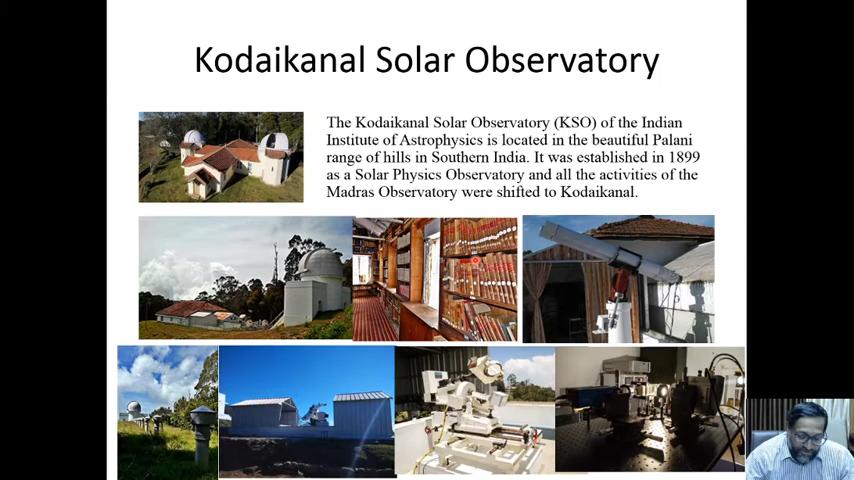 Kodaikanal Solar Observatory
The Kodaikanal Solar Observatory (KSO) of the Indian
Institute of Astrophysics is located in the beautiful Palani
range of hills in Southern India. It was established in 1899
as a Solar Physics Observatory and all the activities of the
Madras Observatory were shifted to Kodaikanal.